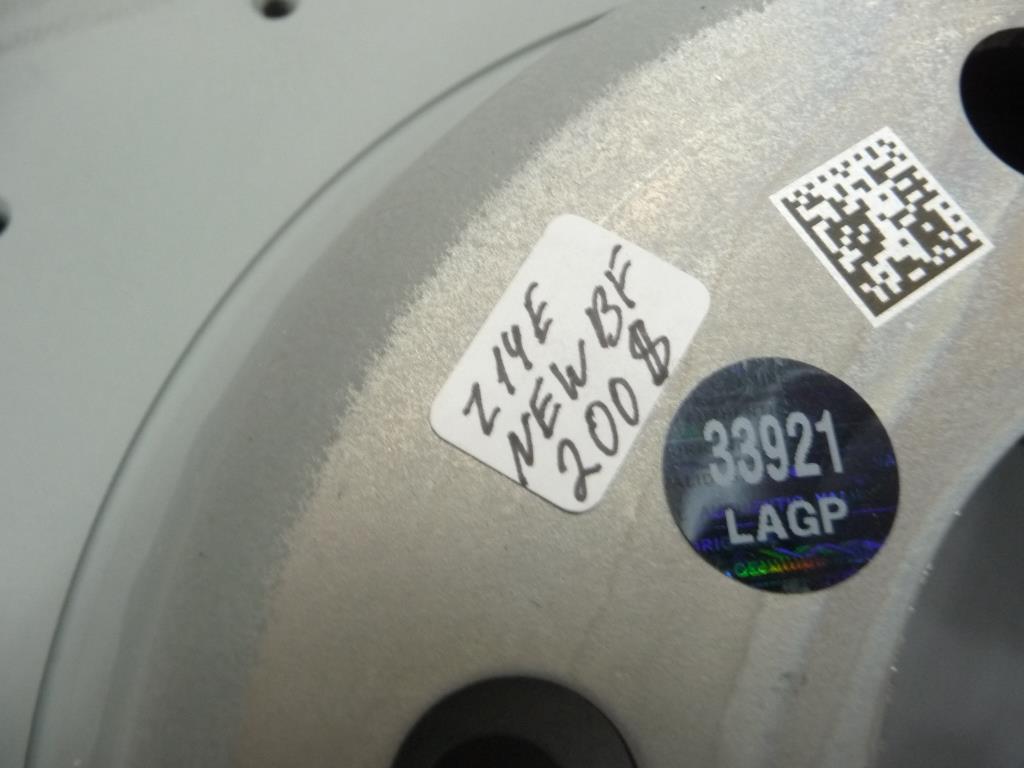 Z14E
NEW BF
200 $
33921
LAGP